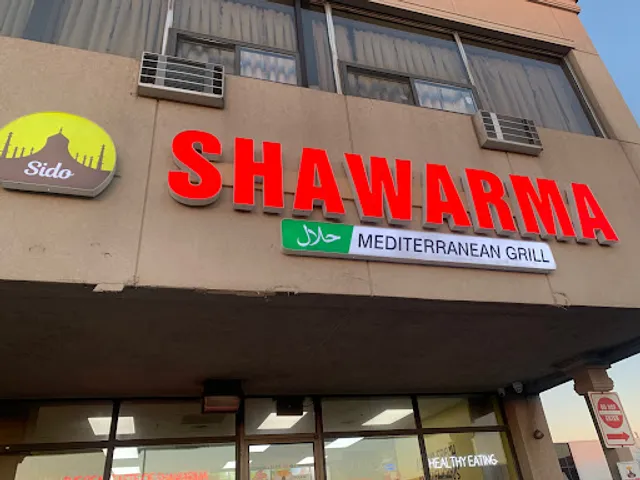 Sido
SHAWARMA
حلال MEDITERRANEAN GRILL
HEALTHY EATING
DO NOT
ENTER